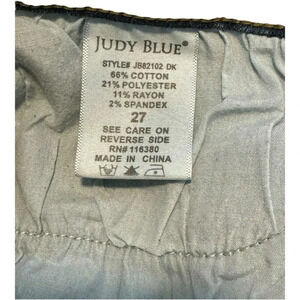 JUDY BLUE®
STYLE# JB82102 DK
66% COTTON
21% POLYESTER
11% RAYON
2% SPANDEX
27
SEE CARE ON
REVERSE SIDE
RN# 116380
MADE IN CHINA